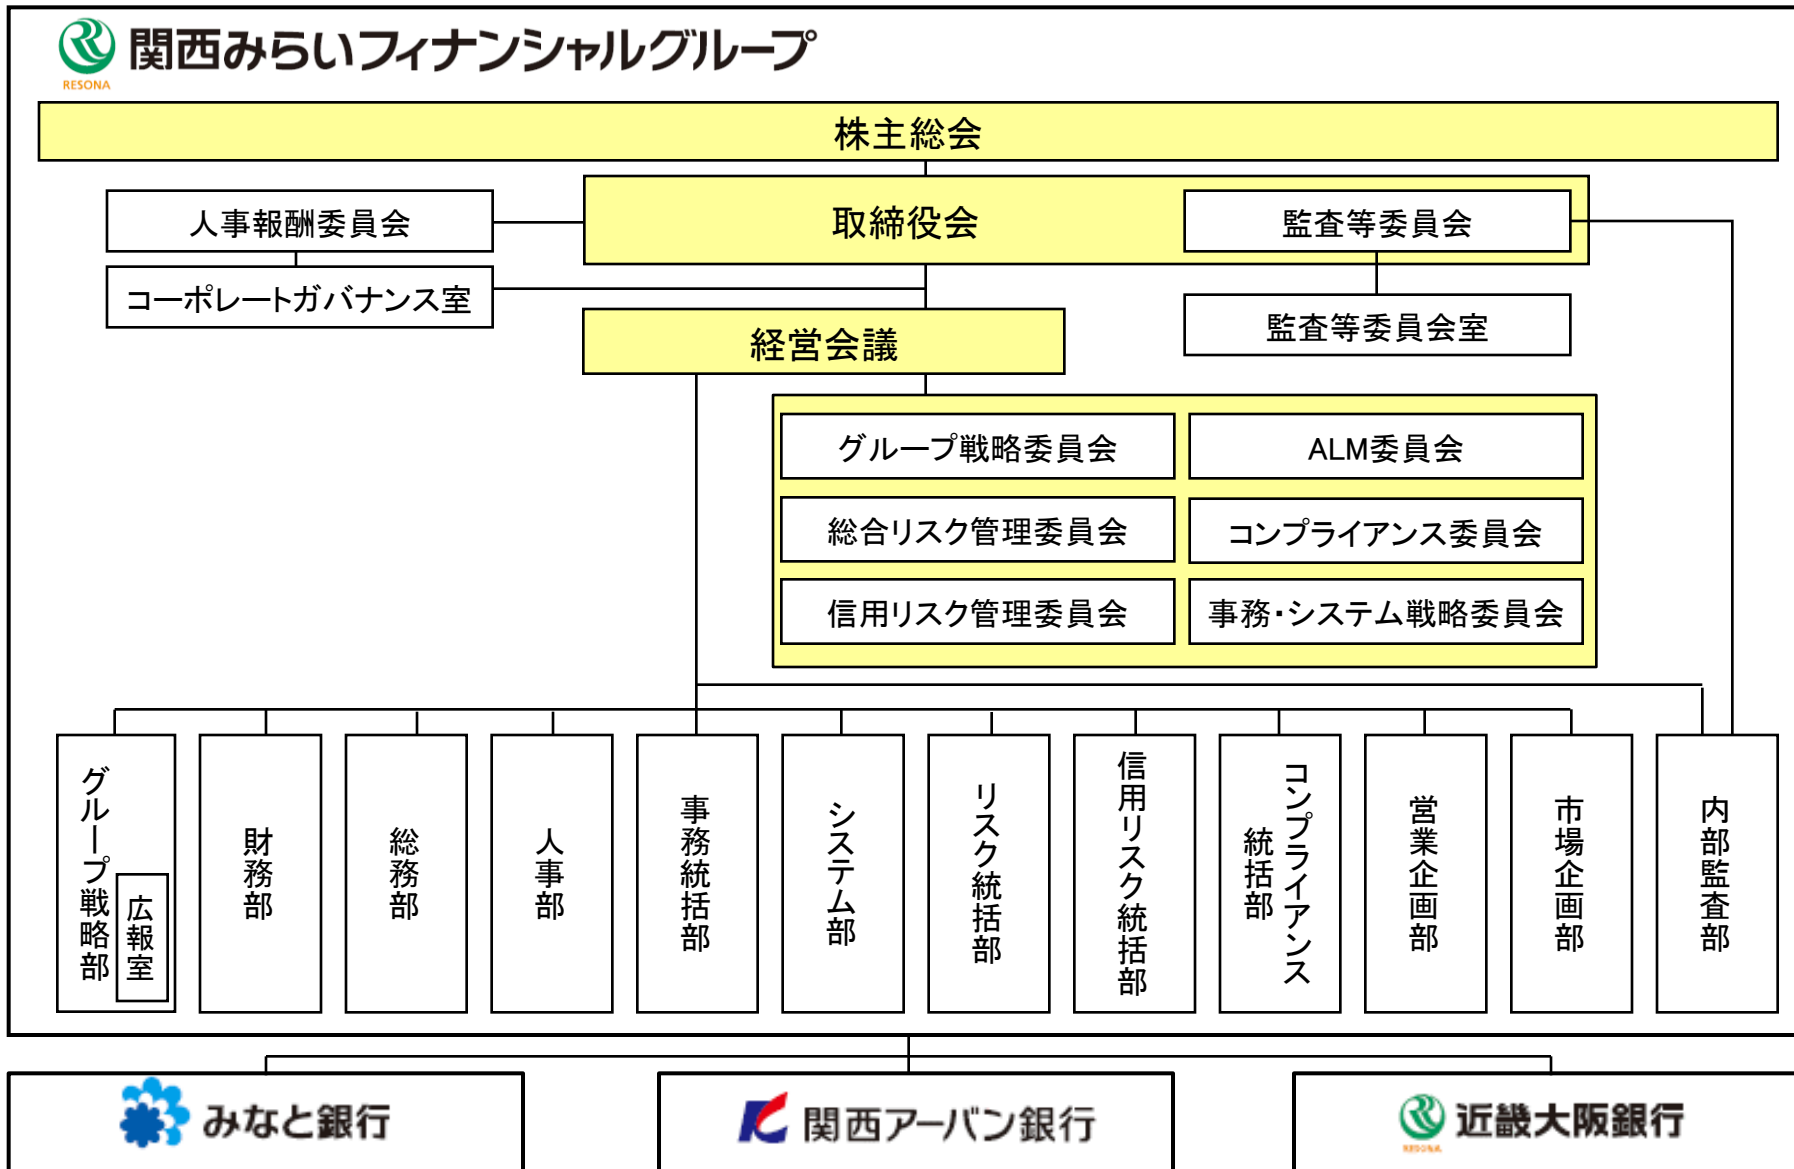 関西みらいフィナンシャルグループ
RESONA
株主総会
人事報酬委員会
取締役会
監査等委員会
コーポレートガバナンス室
監査等委員会室
経営会議
グループ戦略委員会
ALM委員会
総合リスク管理委員会
コンプライアンス委員会
信用リスク管理委員会
事務・システム戦略委員会
グループ戦略部
広報室
財務部
総務部
人事部
事務統括部
システム部
リスク統括部
信用リスク統括部
コンプライアンス
統括部
営業企画部
市場企画部
内部監査部
みなと銀行
関西アーバン銀行
近畿大阪銀行
RESONA